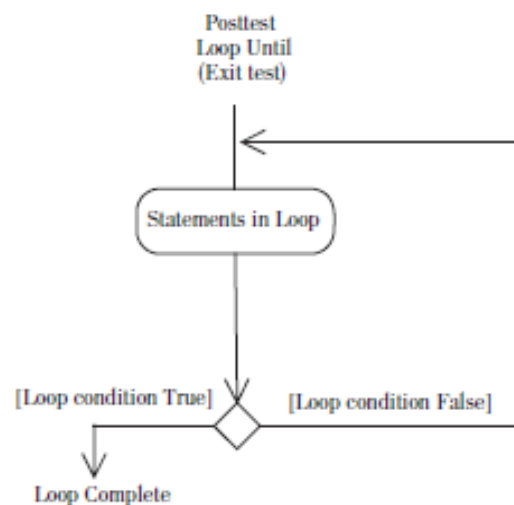 Posttest
Loop Until
(Exit test)
Statements in Loop
[Loop condition True]
[Loop condition False]
Loop Complete